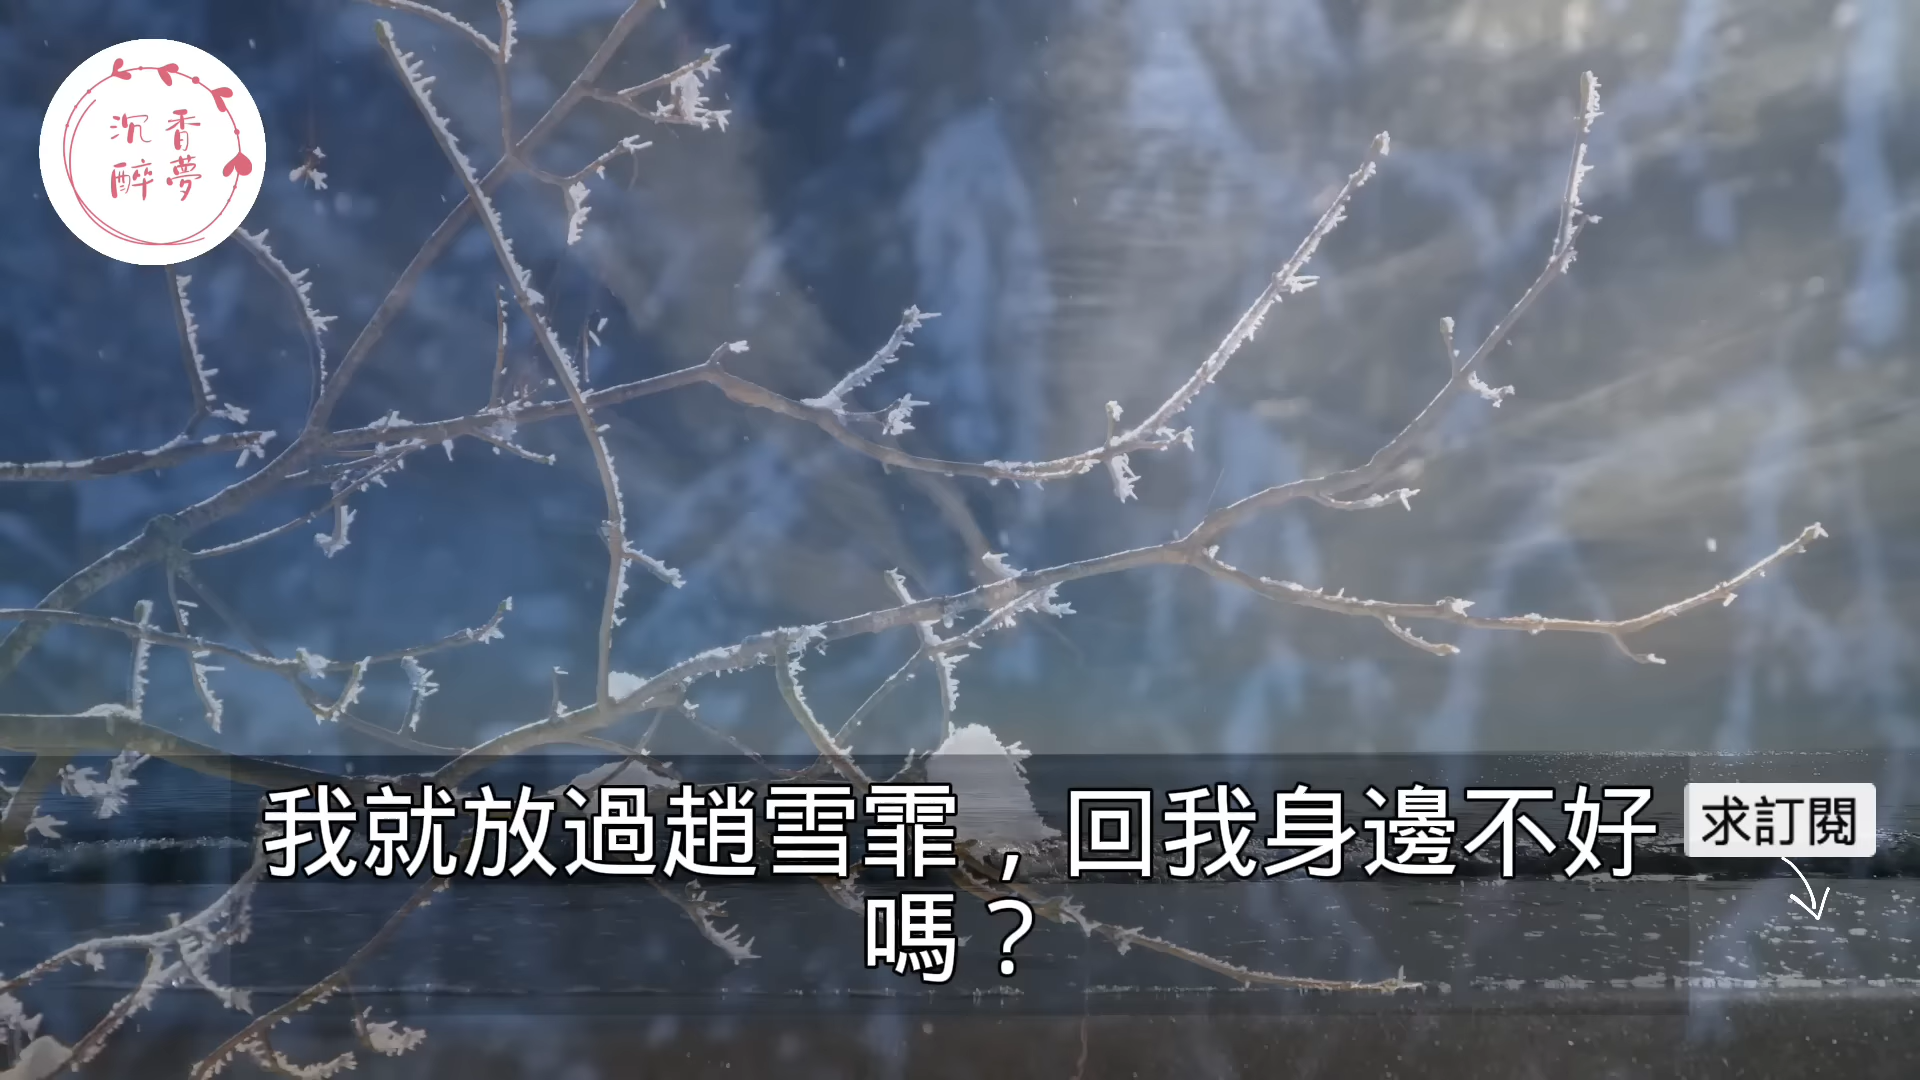 沉香
醉夢
我就放過趙雪霏，回我身邊不好
嗎？
求訂閱